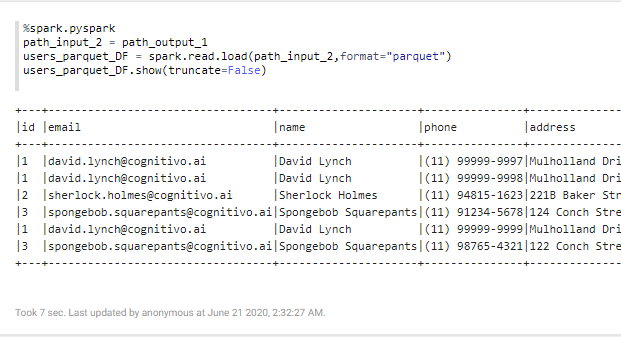 %spark.pyspark
path_input_2 = path_output_1
users_parquet_DF = spark.read.load(path_input_2,format="parquet")
users_parquet_DF.show(truncate=False)
+---+---------------------------------+---------------------+---------------+--------------
|id |email                            |name                 |phone          |address
+---+---------------------------------+---------------------+---------------+--------------
|1  |david.lynch@cognitivo.ai         |David Lynch          |(11) 99999-9997|Mulholland Dri
|1  |david.lynch@cognitivo.ai         |David Lynch          |(11) 99999-9998|Mulholland Dri
|2  |sherlock.holmes@cognitivo.ai     |Sherlock Holmes      |(11) 94815-1623|221B Baker Str
|3  |spongebob.squarepants@cognitivo.ai|Spongebob Squarepants|(11) 91234-5678|124 Conch Stre
|1  |david.lynch@cognitivo.ai         |David Lynch          |(11) 99999-9999|Mulholland Dri
|3  |spongebob.squarepants@cognitivo.ai|Spongebob Squarepants|(11) 98765-4321|122 Conch Stre
+---+---------------------------------+---------------------+---------------+--------------
Took 7 sec. Last updated by anonymous at June 21 2020, 2:32:27 AM.